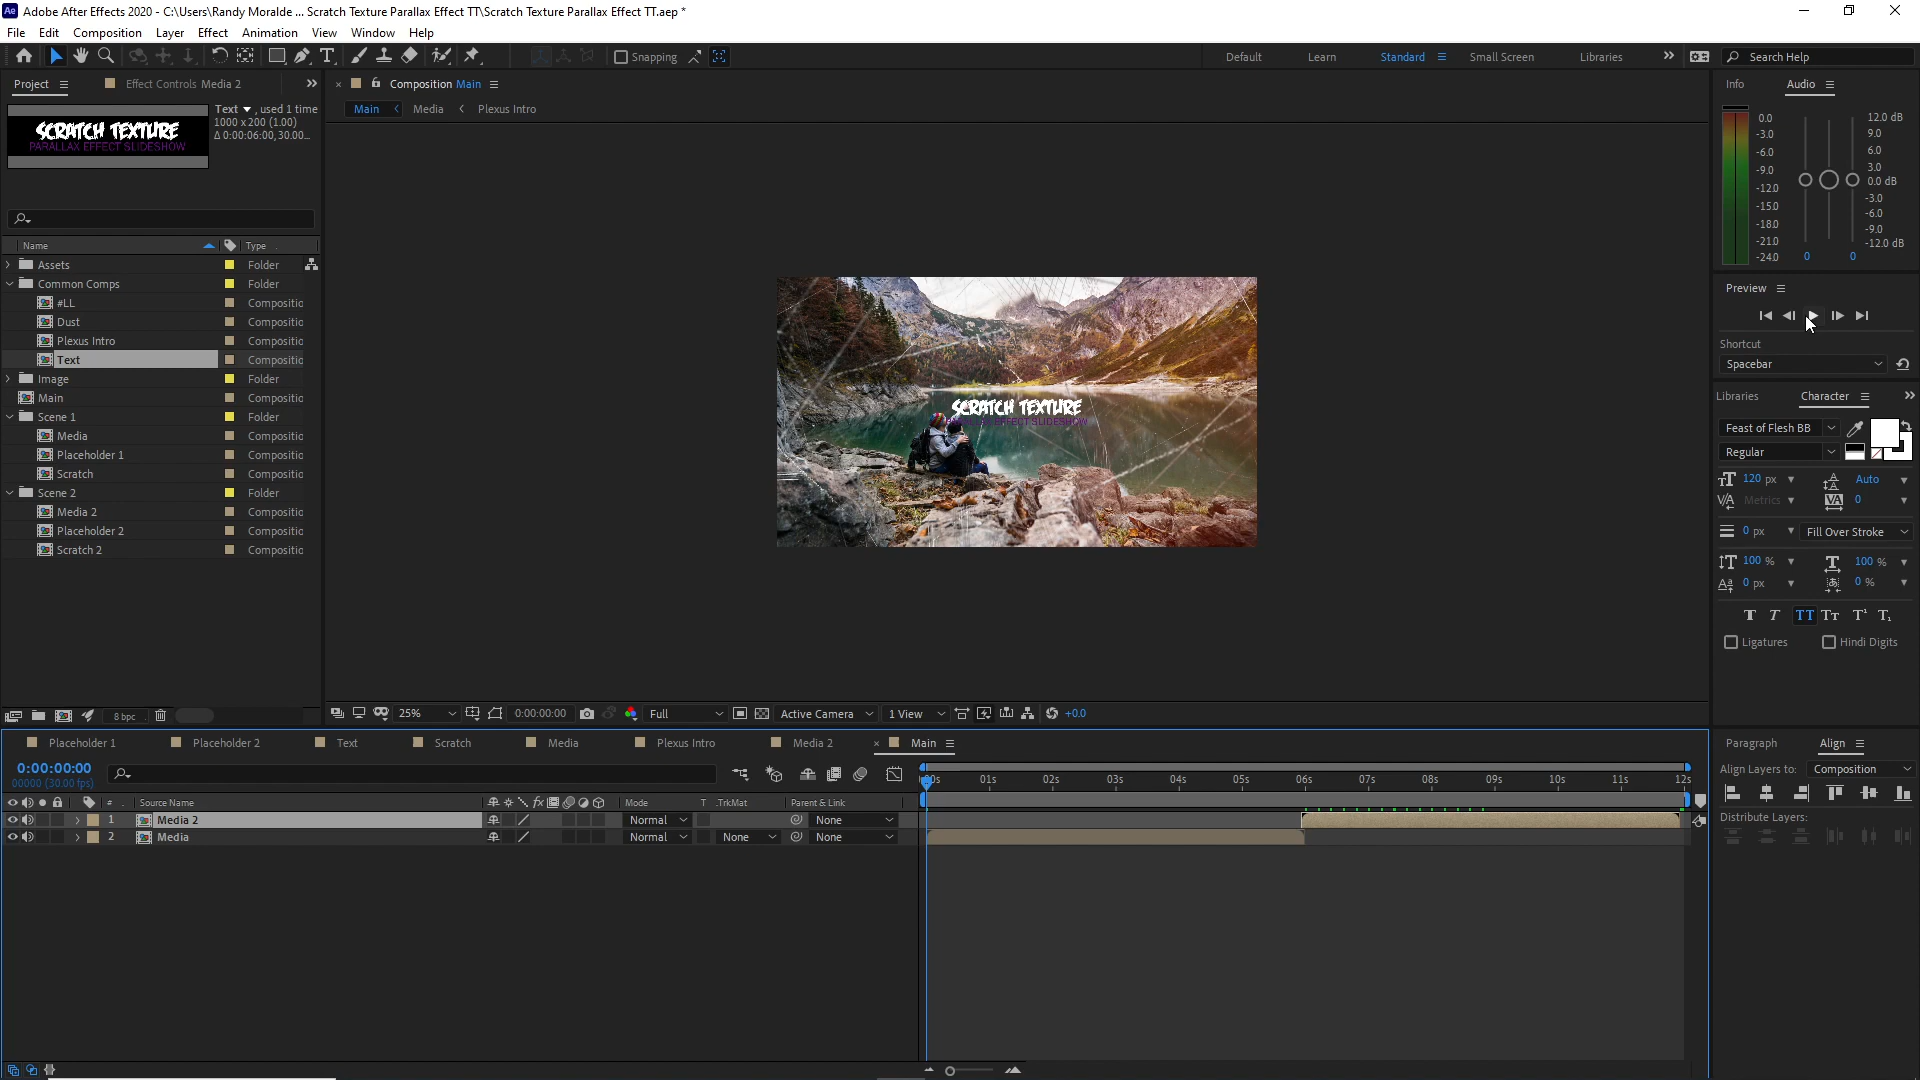 Adobe After Effects 2020 - C:\Users\Randy Moralde ... Scratch Texture Parallax Effect TT\Scratch Texture Parallax Effect TT.aep *
File Edit Composition Layer Effect Animation View Window Help
Snapping Default Learn Standard Small Screen Libraries Search Help
Project Effect Controls Media 2
Composition Main
Info Audio
Main Media Plexus Intro
SCRATCH TEXTURE
PARALLAX EFFECT SLIDESHOW
Text , used 1 time
1000 x 200 (1.00)
Δ 0:00:06:00, 30.00...
0.0
-3.0
-6.0
-9.0
-12.0
-15.0
-18.0
-21.0
-24.0
12.0 dB
9.0
6.0
3.0
0.0 dB
-3.0
-6.0
-9.0
-12.0 dB
0 0
Name Type
Assets Folder
Common Comps Folder
#LL Compositio
Dust Compositio
Plexus Intro Compositio
Text Compositio
Image Folder
Main Compositio
Scene 1 Folder
Media Compositio
Placeholder 1 Compositio
Scratch Compositio
Scene 2 Folder
Media 2 Compositio
Placeholder 2 Compositio
Scratch 2 Compositio
SCRATCH TEXTURE
PARALLAX EFFECT SLIDESHOW
Preview
Shortcut
Spacebar
Libraries Character
Feast of Flesh BB
Regular
120 px Auto
Metrics 0
0 px Fill Over Stroke
100 % 100 %
0 px 0 %
Ligatures Hindi Digits
8 bpc
25% 0:00:00:00 Full Active Camera 1 View +0.0
Placeholder 1 Placeholder 2 Text Scratch Media Plexus Intro Media 2 Main
0:00:00:00
00000 (30.00 fps)
:00s 01s 02s 03s 04s 05s 06s 07s 08s 09s 10s 11s 12s
# Source Name Mode T .TrkMat Parent & Link
1 Media 2 Normal None
2 Media Normal None None
Paragraph Align
Align Layers to: Composition
Distribute Layers: